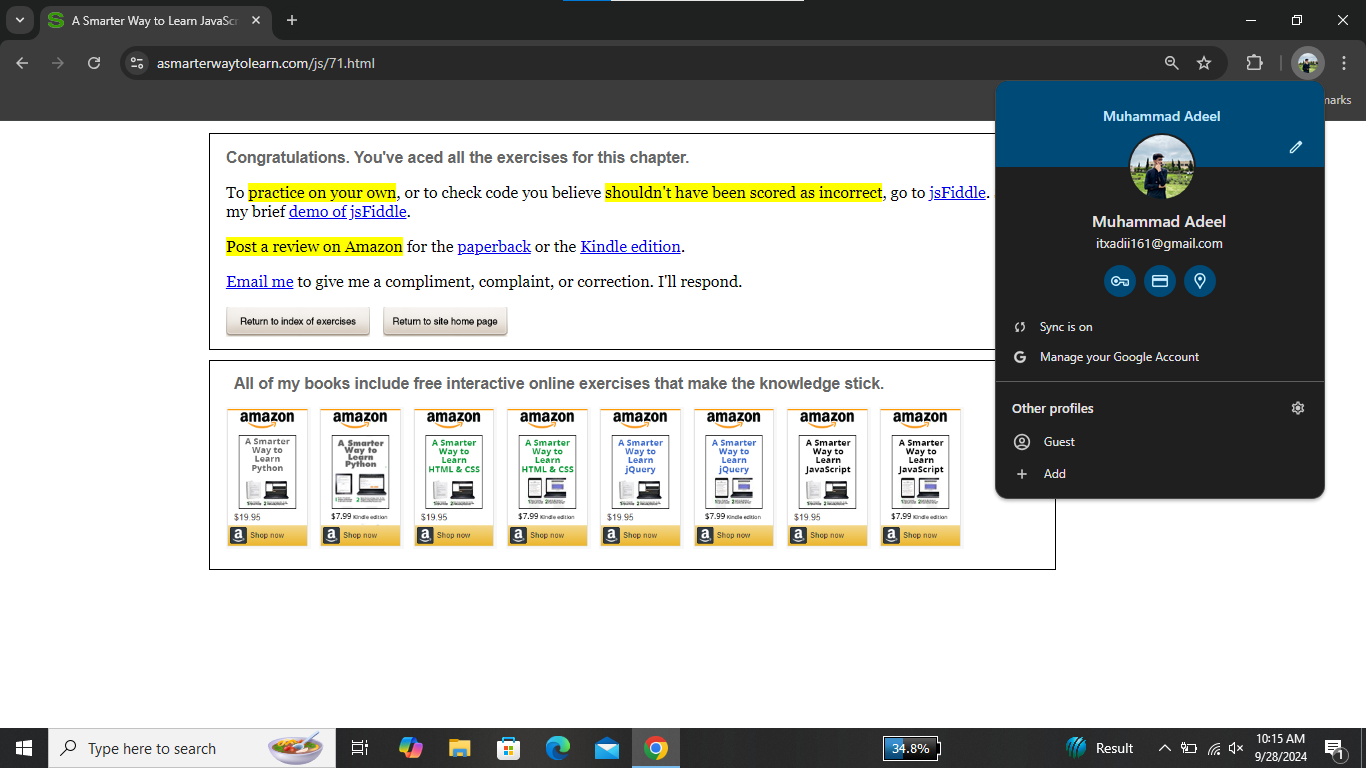 A Smarter Way to Learn JavaSc
asmarterwaytolearn.com/js/71.html
marks
Muhammad Adeel
Muhammad Adeel
itxadii161@gmail.com
Sync is on
Manage your Google Account
Other profiles
Guest
Add
Congratulations. You've aced all the exercises for this chapter.
To practice on your own, or to check code you believe shouldn't have been scored as incorrect, go to jsFiddle.
my brief demo of jsFiddle.
Post a review on Amazon for the paperback or the Kindle edition.
Email me to give me a compliment, complaint, or correction. I'll respond.
Return to index of exercises Return to site home page
All of my books include free interactive online exercises that make the knowledge stick.
amazon amazon amazon amazon amazon amazon amazon amazon
A Smarter Way to Learn Python
A Smarter Way to Learn Python
A Smarter Way to Learn HTML & CSS
A Smarter Way to Learn HTML & CSS
A Smarter Way to Learn jQuery
A Smarter Way to Learn jQuery
A Smarter Way to Learn JavaScript
A Smarter Way to Learn JavaScript
$19.95 $7.99 Kindle edition $19.95 $7.99 Kindle edition $19.95 $7.99 Kindle edition $19.95 $7.99 Kindle edition
Shop now Shop now Shop now Shop now Shop now Shop now Shop now Shop now
Type here to search
34.8%
Result
10:15 AM
9/28/2024
1